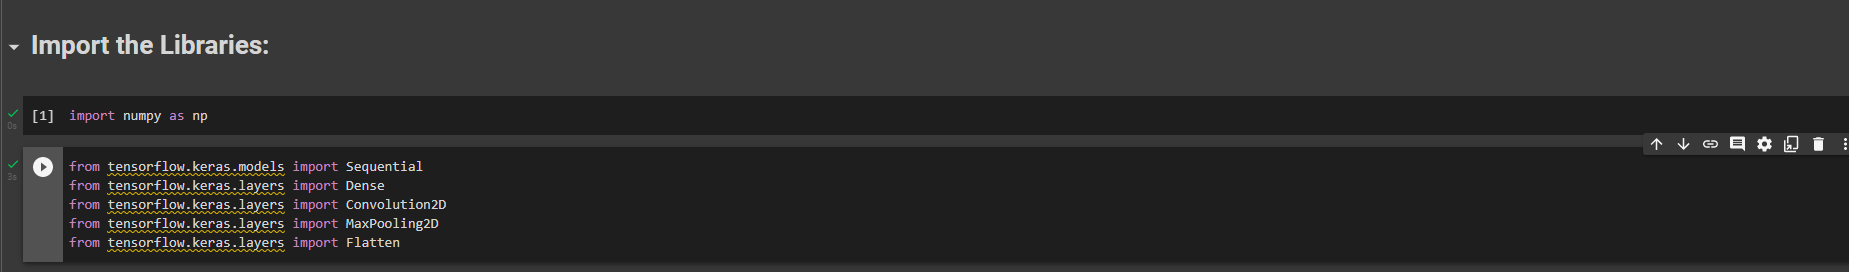 Import the Libraries:
0s
[1] import numpy as np
3s
from tensorflow.keras.models import Sequential
from tensorflow.keras.layers import Dense
from tensorflow.keras.layers import Convolution2D
from tensorflow.keras.layers import MaxPooling2D
from tensorflow.keras.layers import Flatten